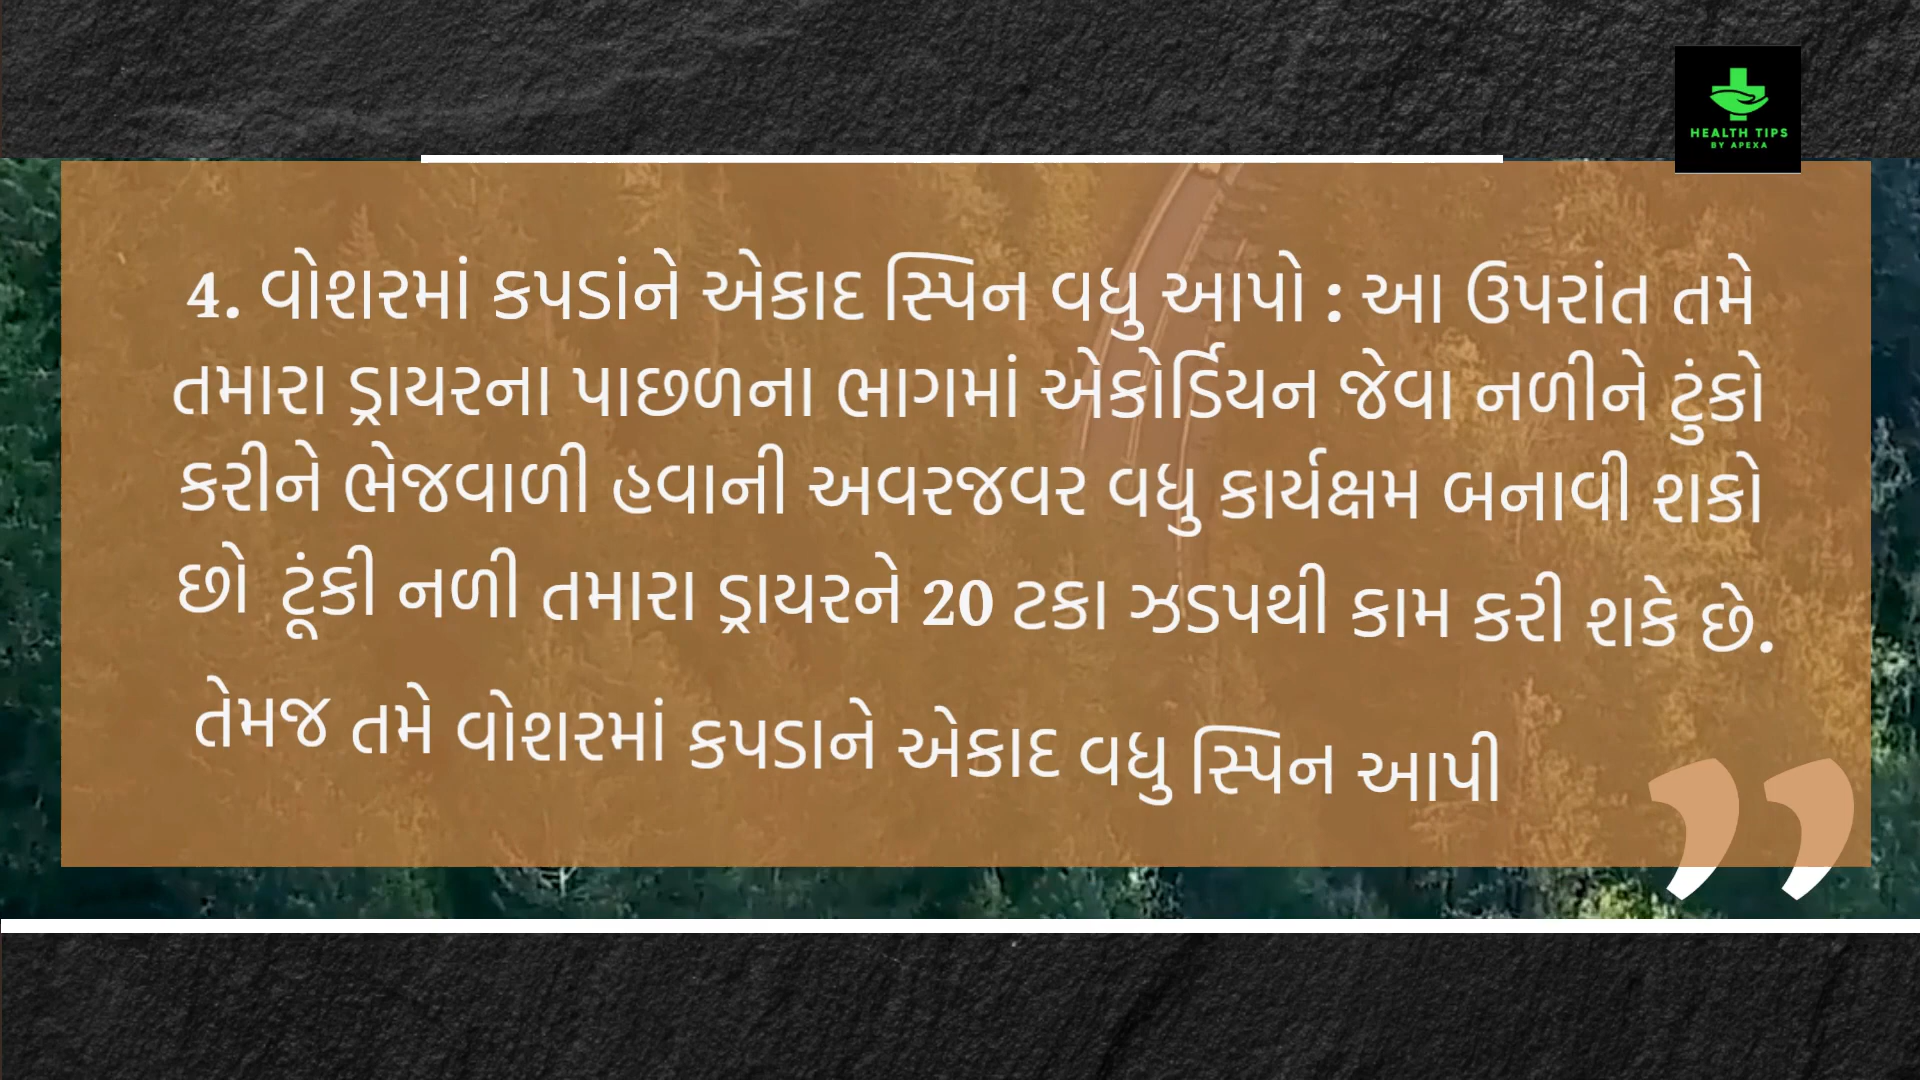 HEALTH TIPS
BY APEXA
4. વોશરમાં કપડાંને એકાદ સ્પિન વધુ આપો : આ ઉપરાંત તમે
તમારા ડ્રાયરના પાછળના ભાગમાં એકોર્ડિયન જેવા નળીને ટુંકો
કરીને ભેજવાળી હવાની અવરજવર વધુ કાર્યક્ષમ બનાવી શકો
છો ટૂંકી નળી તમારા ડ્રાયરને 20 ટકા ઝડપથી કામ કરી શકે છે.
તેમજ તમે વોશરમાં કપડાને એકાદ વધુ સ્પિન આપી
”